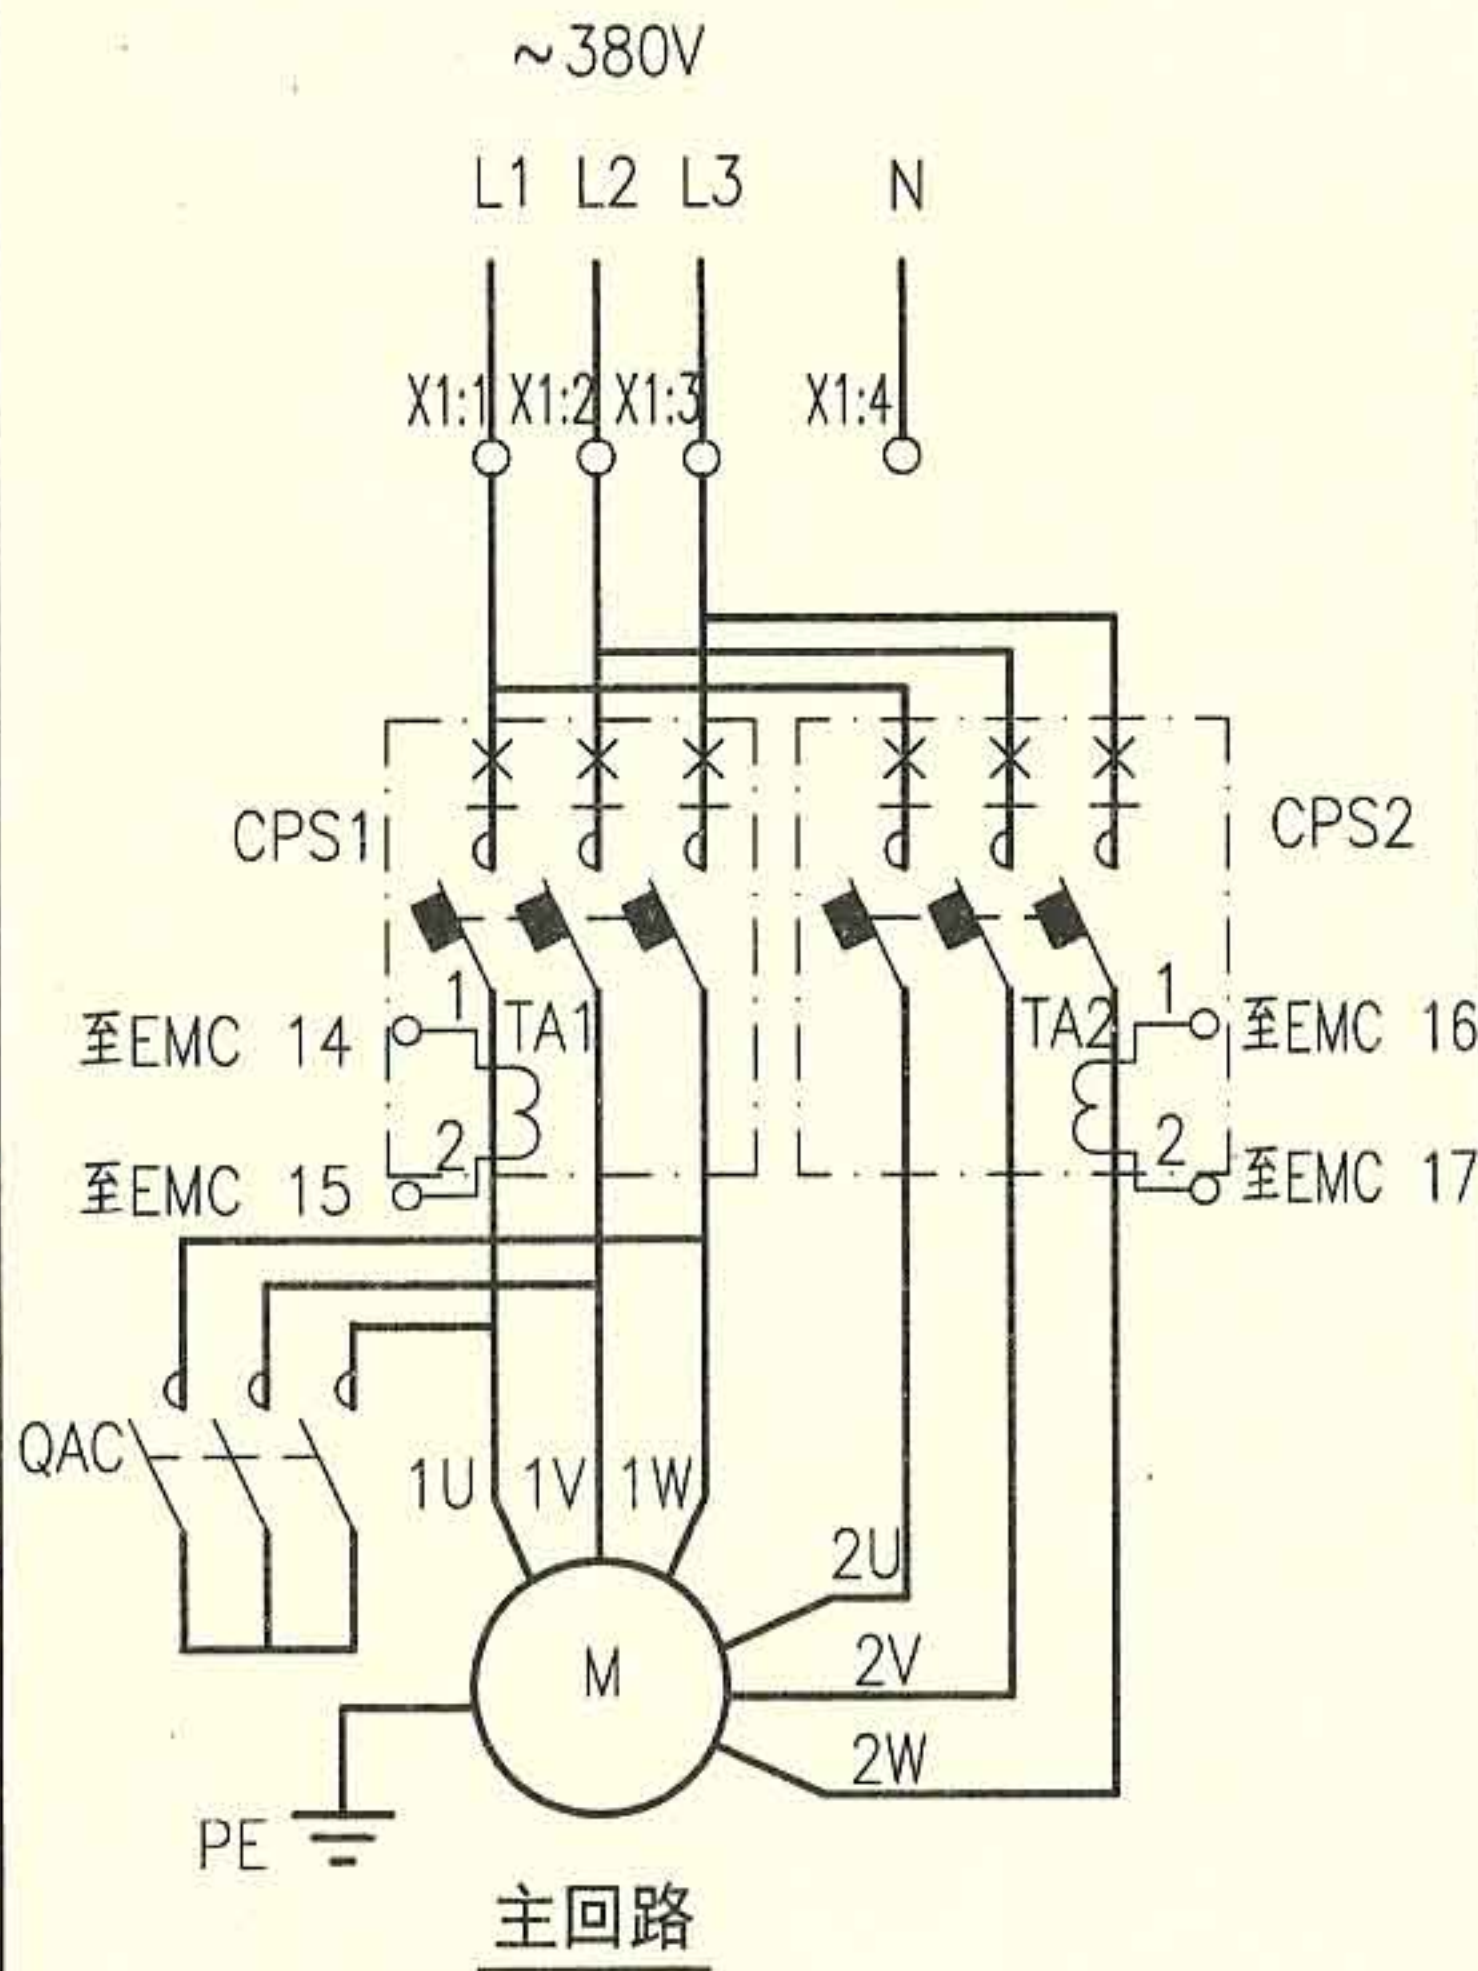 ~380V
L1 L2 L3 N
X1:1 X1:2 X1:3 X1:4
CPS1 CPS2
1 TA1 TA2 1
至EMC 14 至EMC 16
2 2
至EMC 15 至EMC 17
QAC 1U 1V 1W
2U
M 2V
2W
PE
主回路